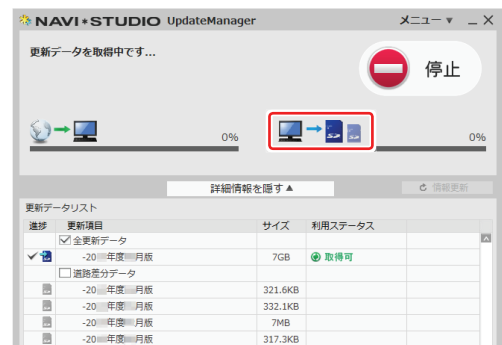 NAVI*STUDIO UpdateManager メニュー ▼ _ X
更新データを取得中です...
停止
0% 0%
詳細情報を隠す▲ 情報更新
更新データリスト
進捗 更新項目 サイズ 利用ステータス
全更新データ
-20 年度 月版 7GB 取得可
道路差分データ
-20 年度 月版 321.6KB
-20 年度 月版 332.1KB
-20 年度 月版 7MB
-20 年度 月版 317.3KB